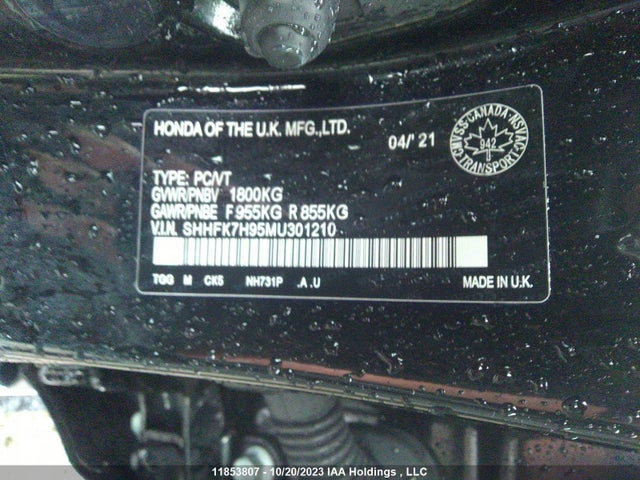 HONDA OF THE U.K. MFG.,LTD.
04/' 21
CMVSS · CANADA · NSVAC
942
TRANSPORT
TYPE: PC/VT
GVWR/PNBV 1800KG
GAWR/PNBE F 955KG R 855KG
V.I.N. SHHFK7H95MU301210
TGG M CK5 NH731P .A .U
MADE IN U.K.
11853807 - 10/20/2023 IAA Holdings , LLC